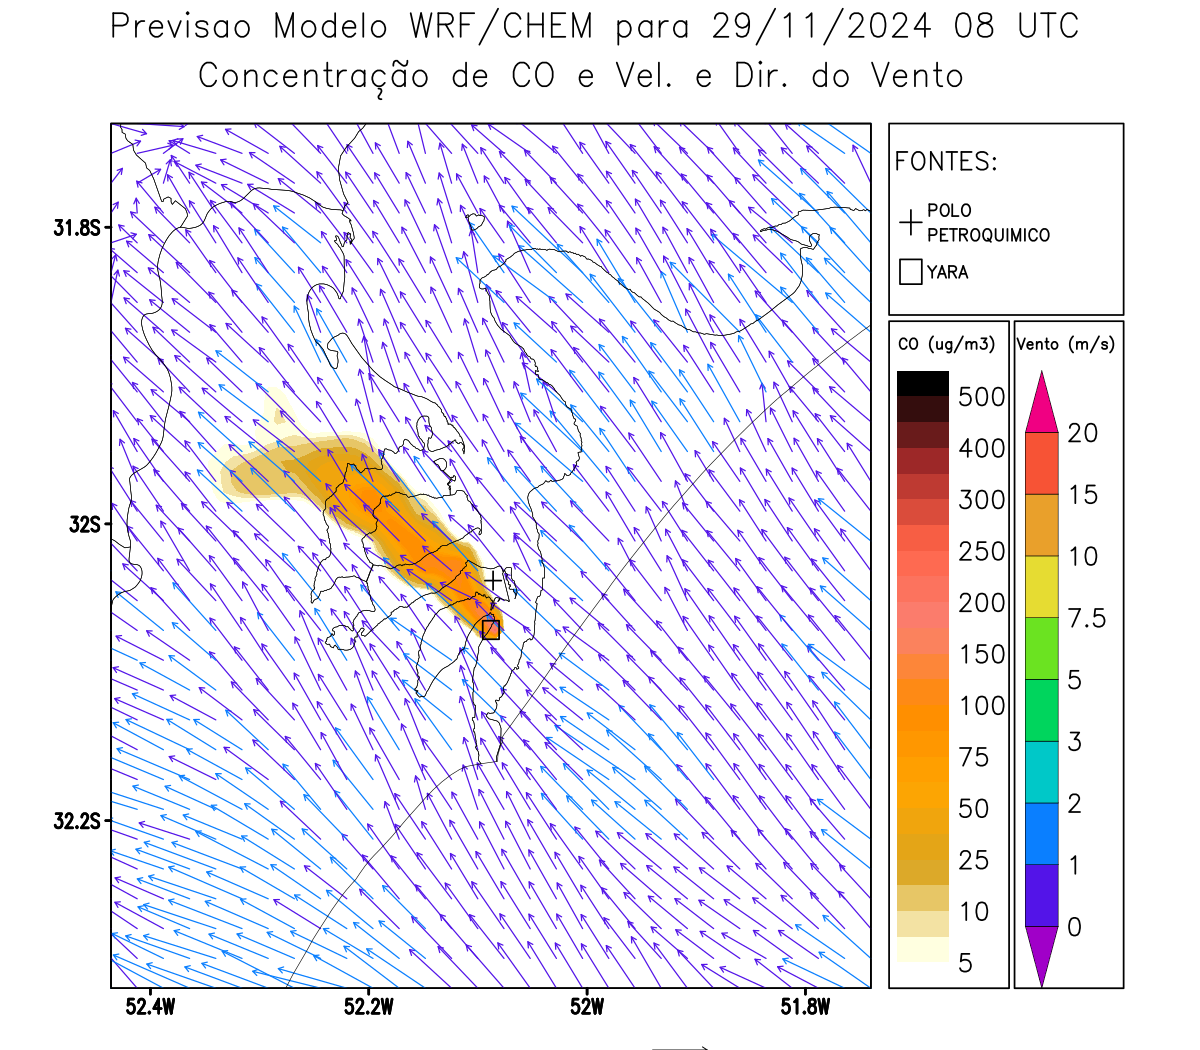 Previsao Modelo WRF/CHEM para 29/11/2024 08 UTC
Concentração de CO e Vel. e Dir. do Vento
FONTES:
POLO
PETROQUIMICO
YARA
CO (ug/m3)
500
400
300
250
200
150
100
75
50
25
10
5
Vento (m/s)
20
15
10
7.5
5
3
2
1
0
31.8S
32S
32.2S
52.4W
52.2W
52W
51.8W